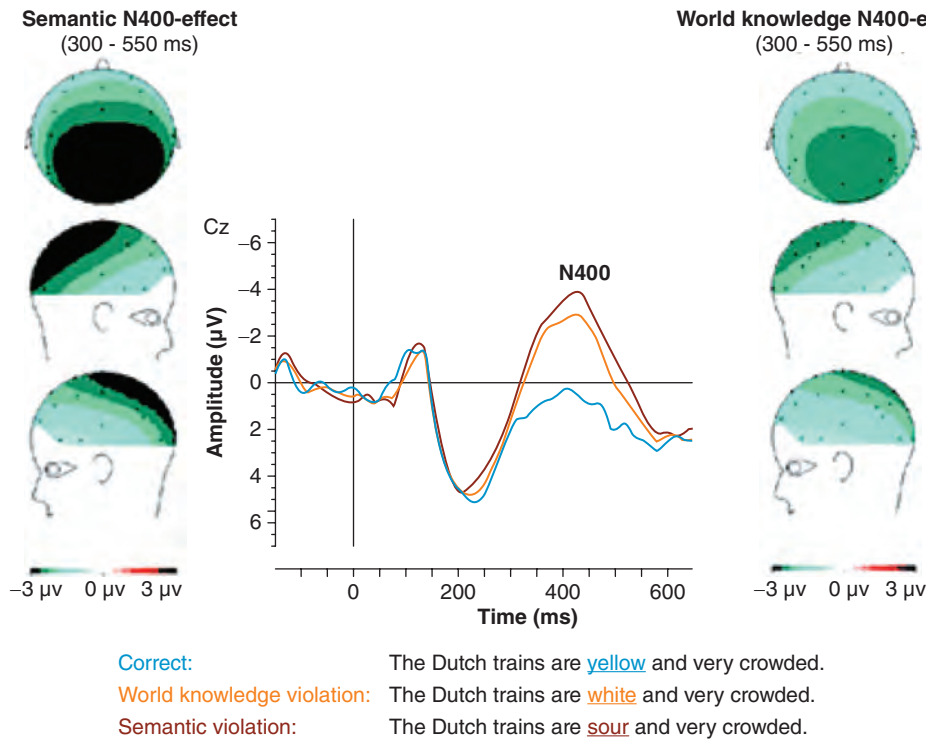 Semantic N400-effect
(300 - 550 ms)
World knowledge N400-e
(300 - 550 ms)
Cz
N400
Amplitude (µV)
–6
–4
–2
0
2
4
6
0 200 400 600
Time (ms)
–3 µv 0 µv 3 µv
–3 µv 0 µv 3 µv
Correct: The Dutch trains are yellow and very crowded.
World knowledge violation: The Dutch trains are white and very crowded.
Semantic violation: The Dutch trains are sour and very crowded.